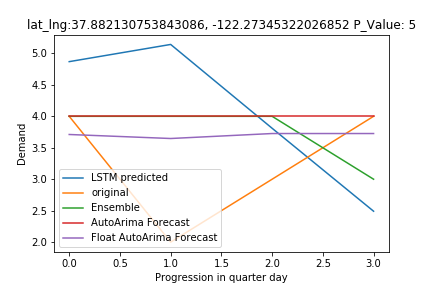 lat_lng:37.882130753843086, -122.27345322026852 P_Value: 5
5.0
4.5
4.0
3.5
3.0
2.5
2.0
Demand
LSTM predicted
original
Ensemble
AutoArima Forecast
Float AutoArima Forecast
0.0 0.5 1.0 1.5 2.0 2.5 3.0
Progression in quarter day